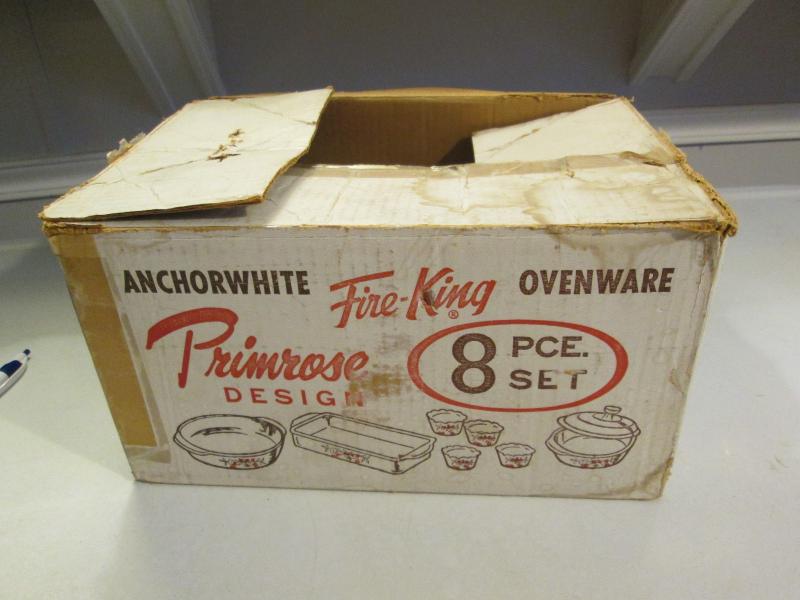 ANCHORWHITE Fire-King® OVENWARE
Primrose
DESIGN
8 PCE.
SET